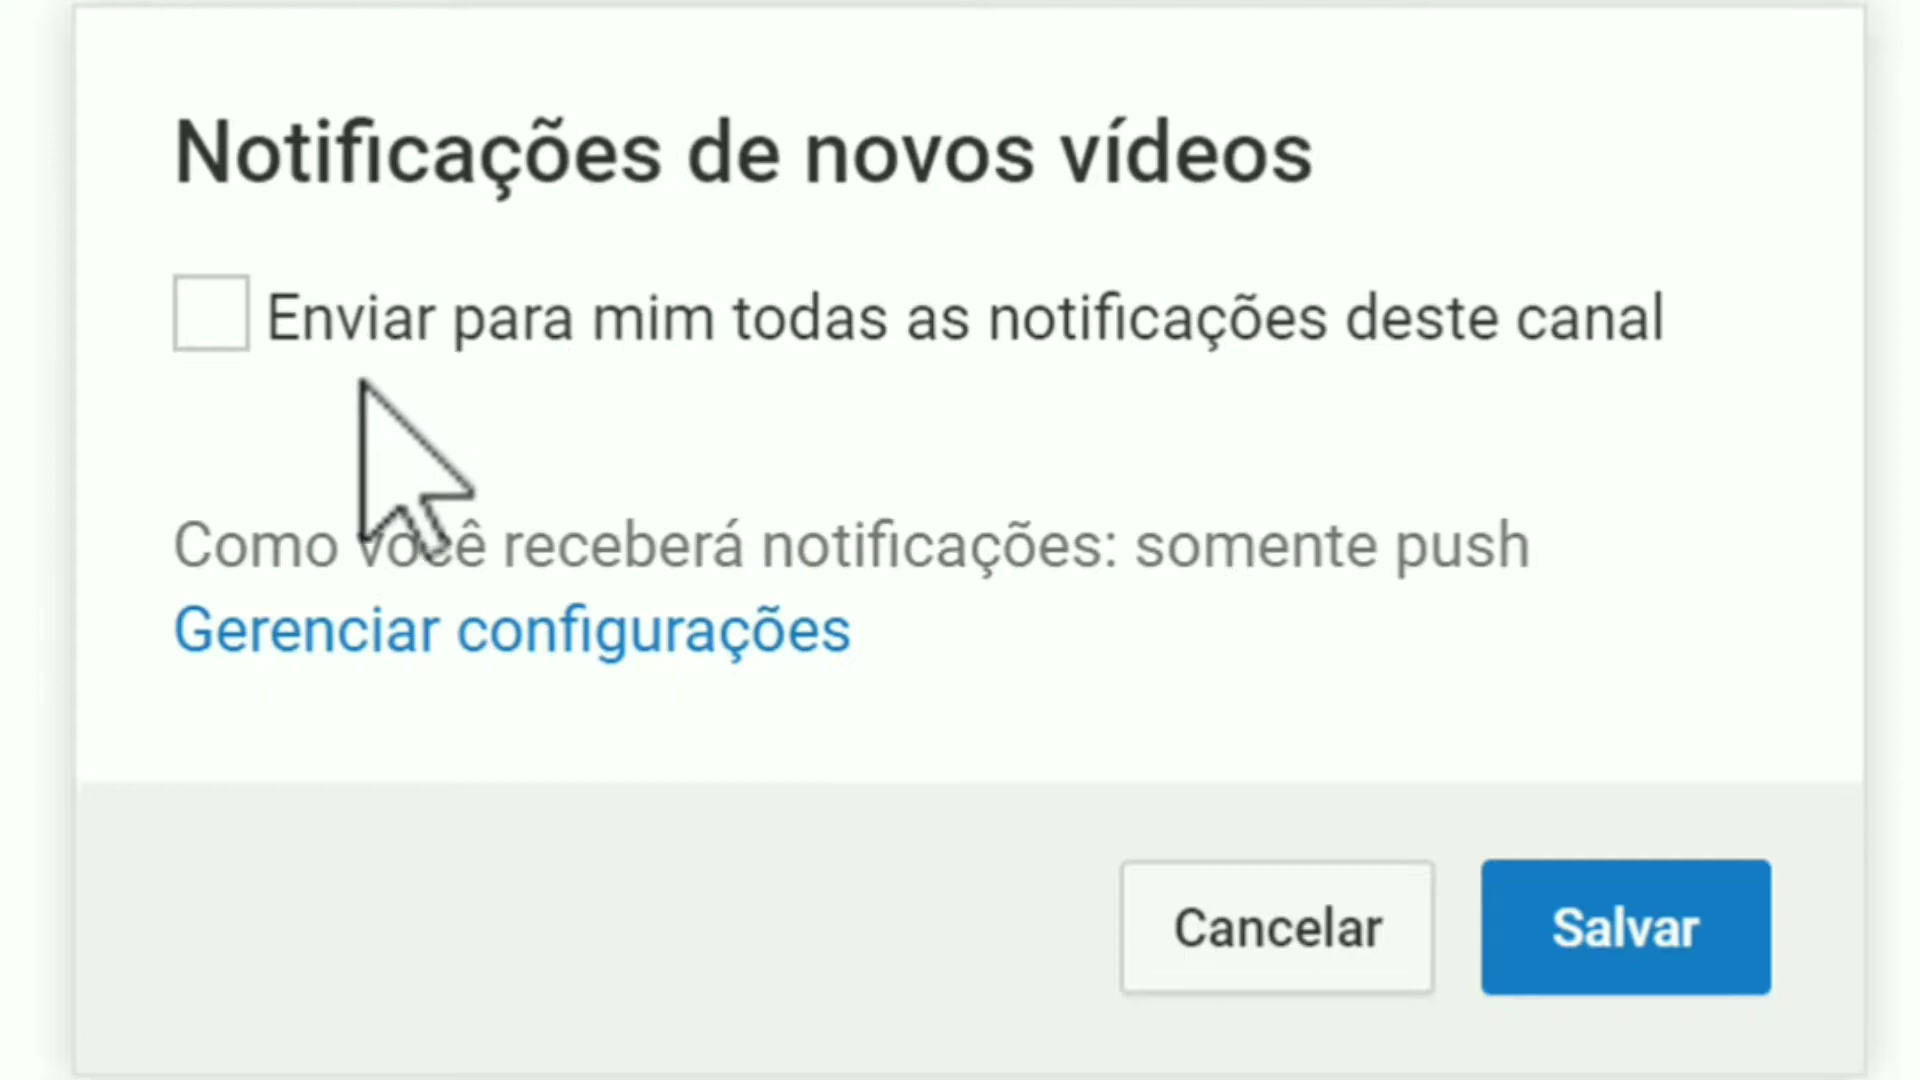 Notificações de novos vídeos
Enviar para mim todas as notificações deste canal
Como você receberá notificações: somente push
Gerenciar configurações
Cancelar
Salvar